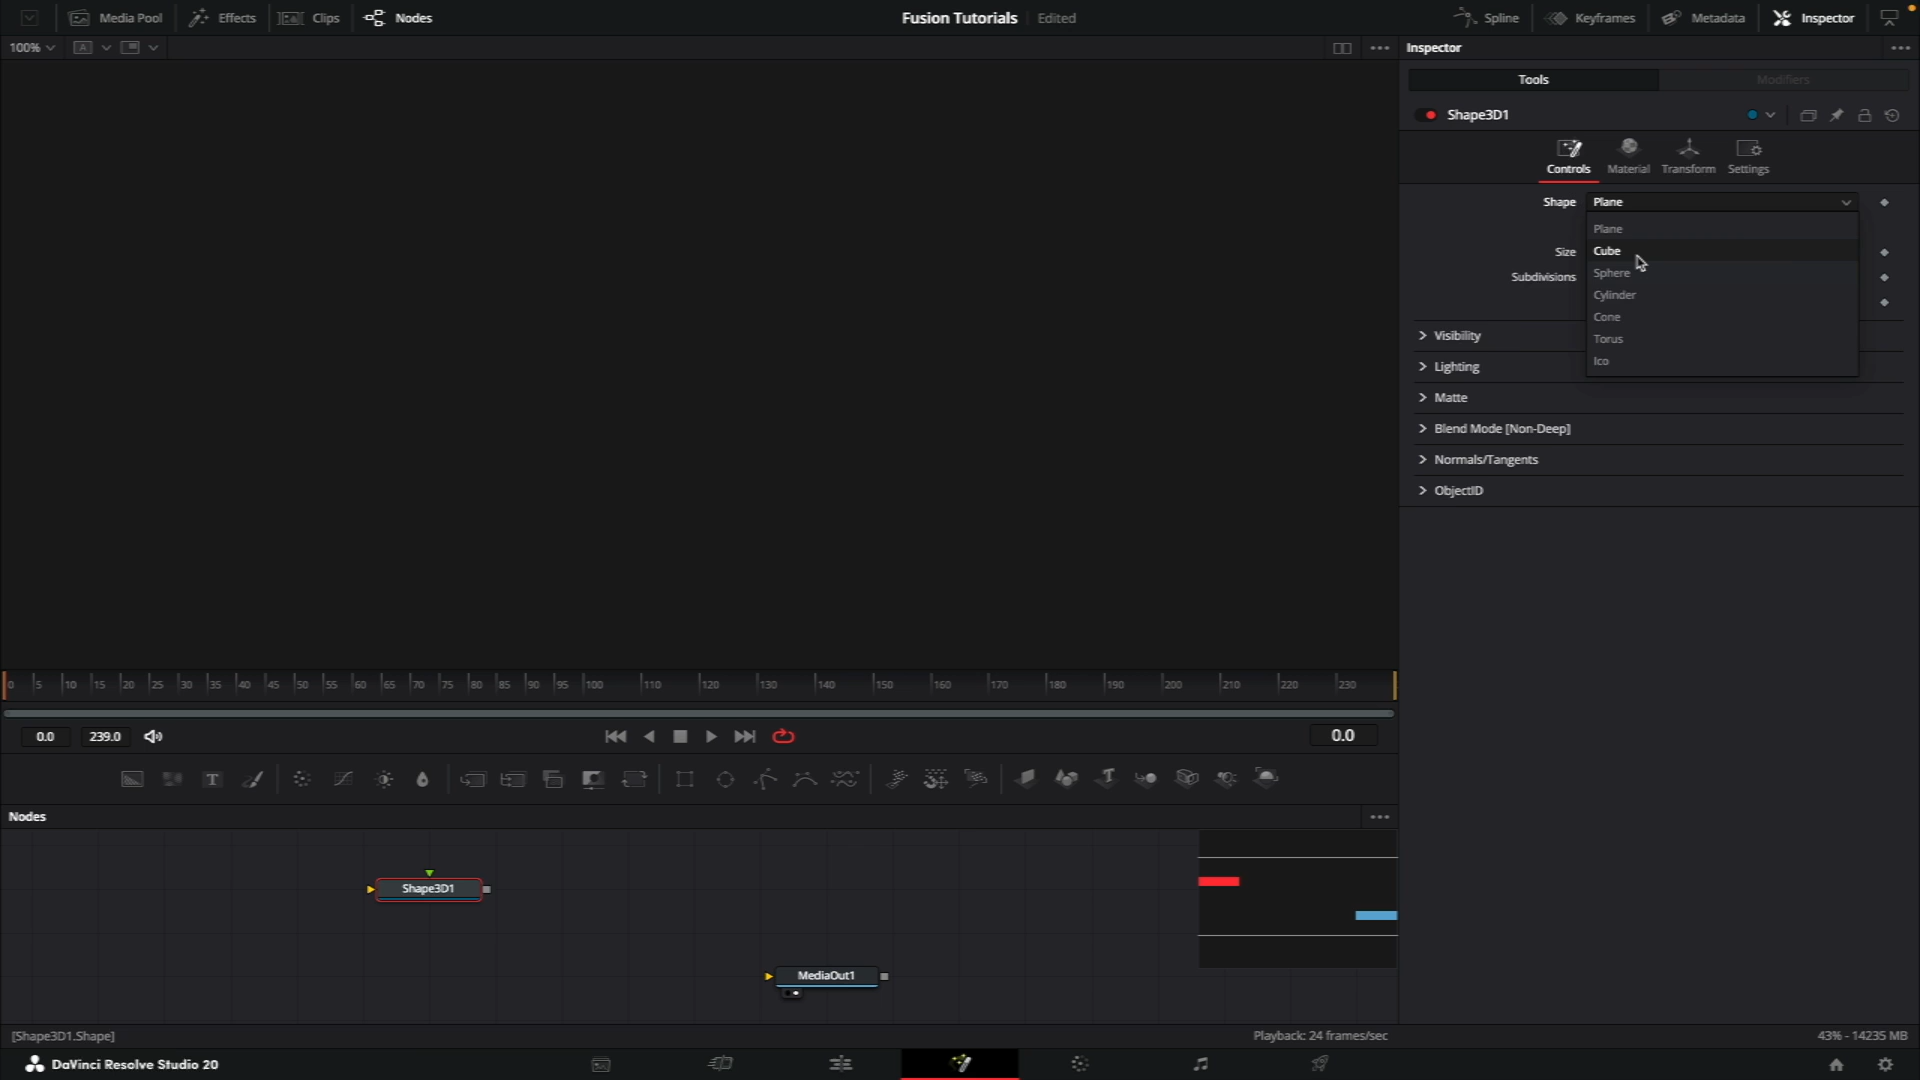 Media Pool
Effects
Clips
Nodes
Fusion Tutorials
Edited
Spline
Keyframes
Metadata
Inspector
100%
A
Inspector
Tools
Modifiers
Shape3D1
Controls
Material
Transform
Settings
Shape
Plane
Plane
Size
Cube
Subdivisions
Sphere
Cylinder
Cone
Torus
Ico
Visibility
Lighting
Matte
Blend Mode [Non-Deep]
Normals/Tangents
ObjectID
0 5 10 15 20 25 30 35 40 45 50 55 60 65 70 75 80 85 90 95 100 110 120 130 140 150 160 170 180 190 200 210 220 230
0.0
239.0
0.0
T
Nodes
Shape3D1
MediaOut1
[Shape3D1.Shape]
Playback: 24 frames/sec
43% - 14235 MB
DaVinci Resolve Studio 20